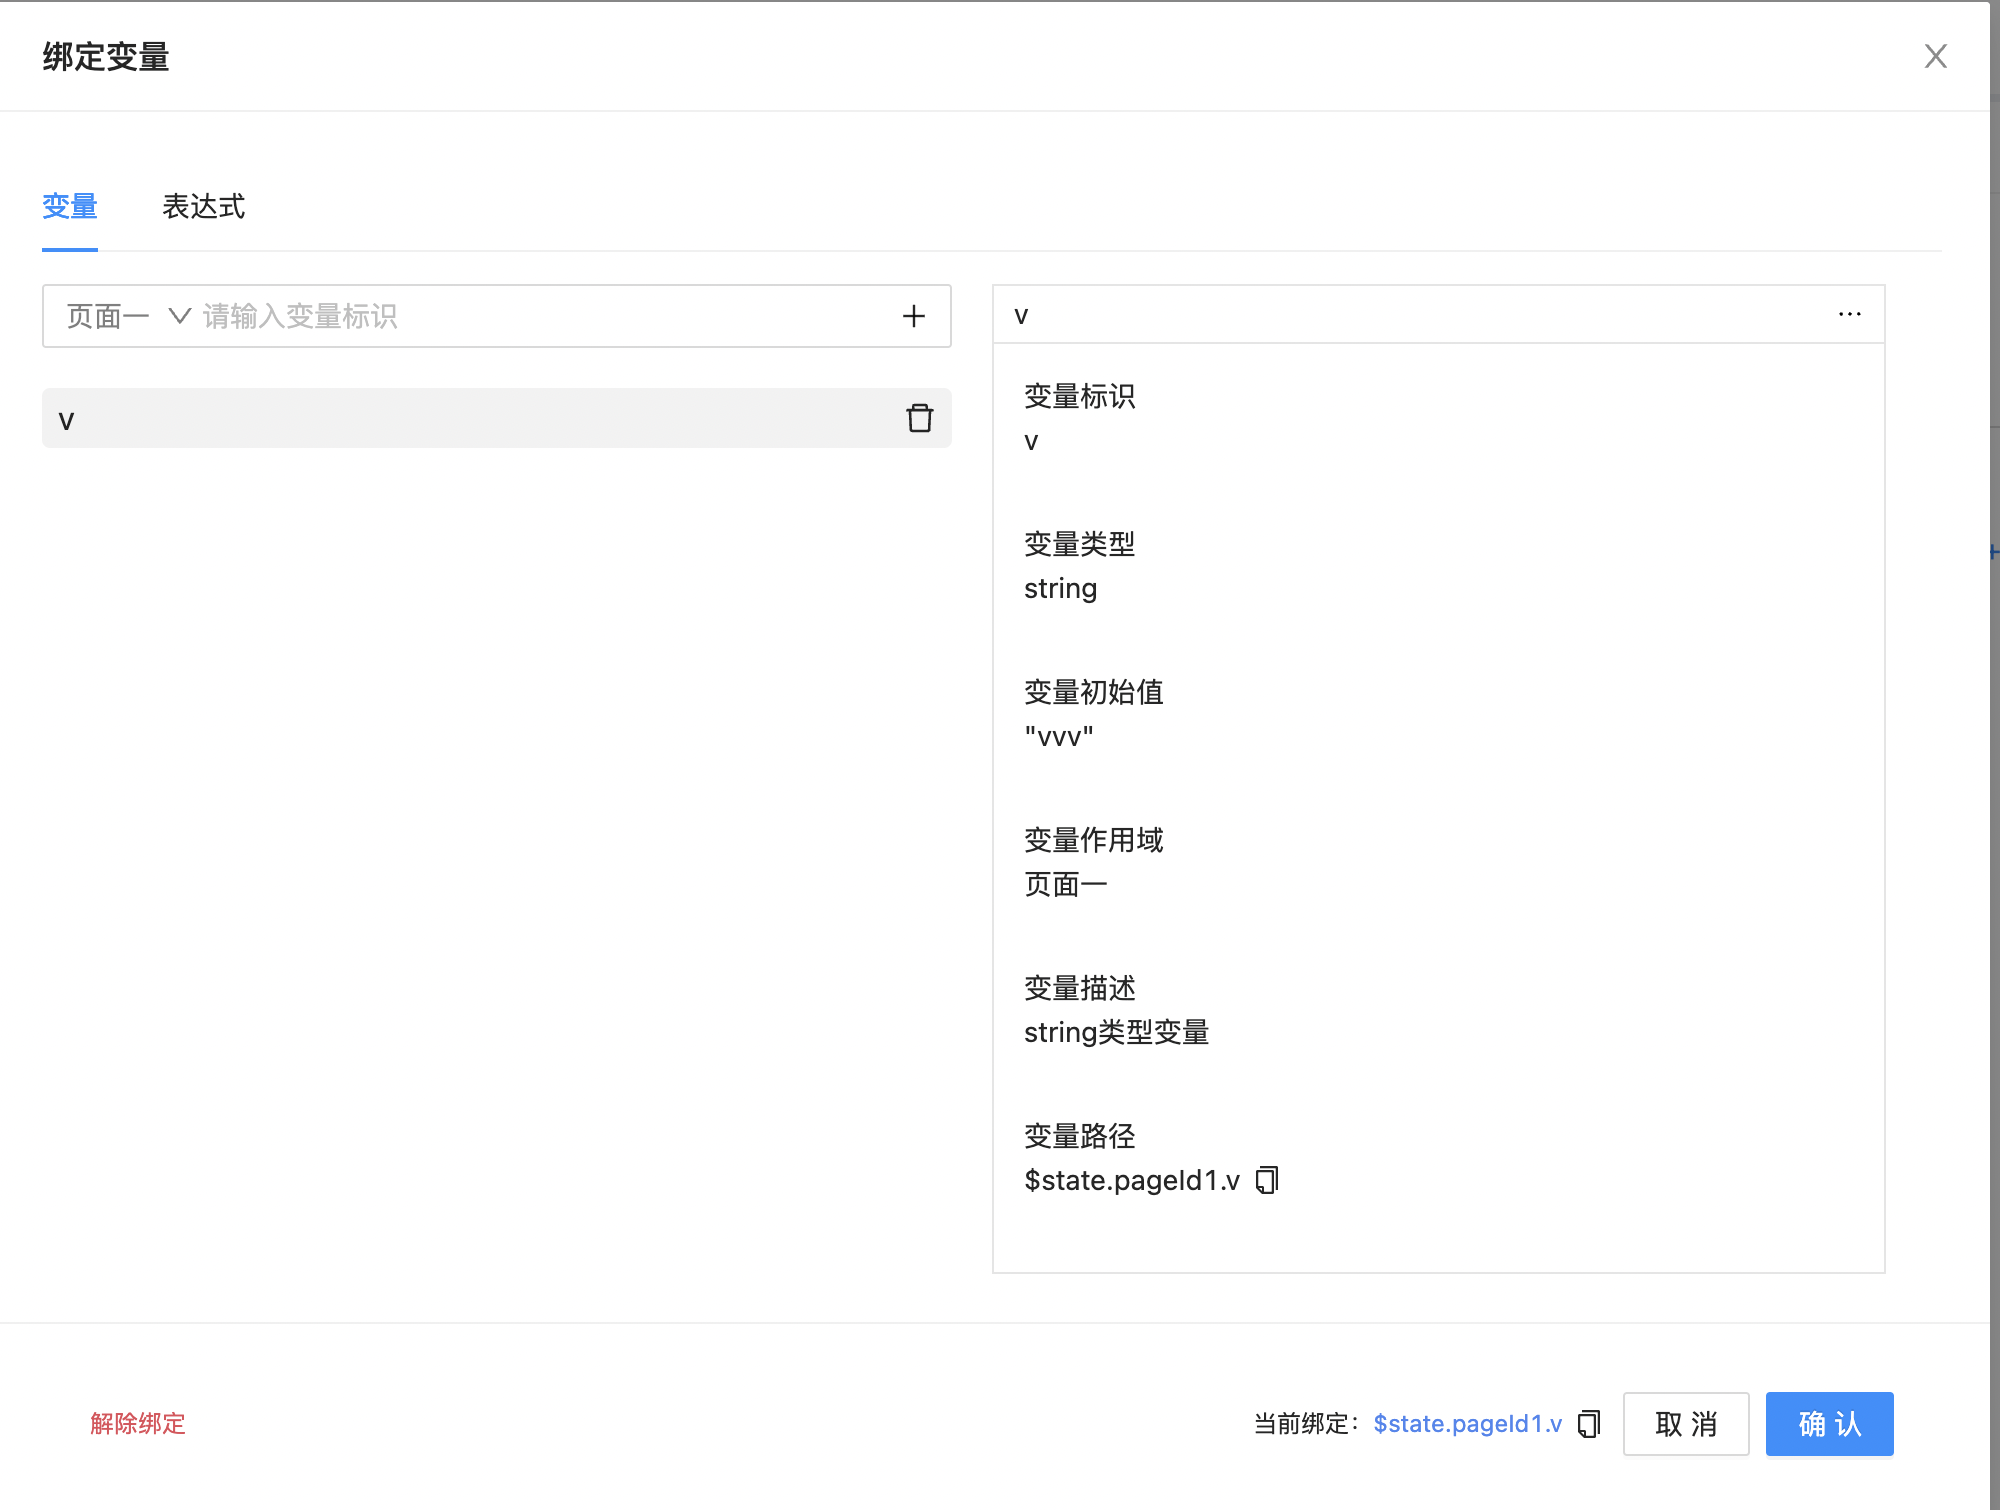 绑定变量
变量
表达式
页面一
请输入变量标识
v
v
变量标识
v
变量类型
string
变量初始值
"vvv"
变量作用域
页面一
变量描述
string类型变量
变量路径
$state.pageId1.v
解除绑定
当前绑定：$state.pageId1.v
取 消
确 认